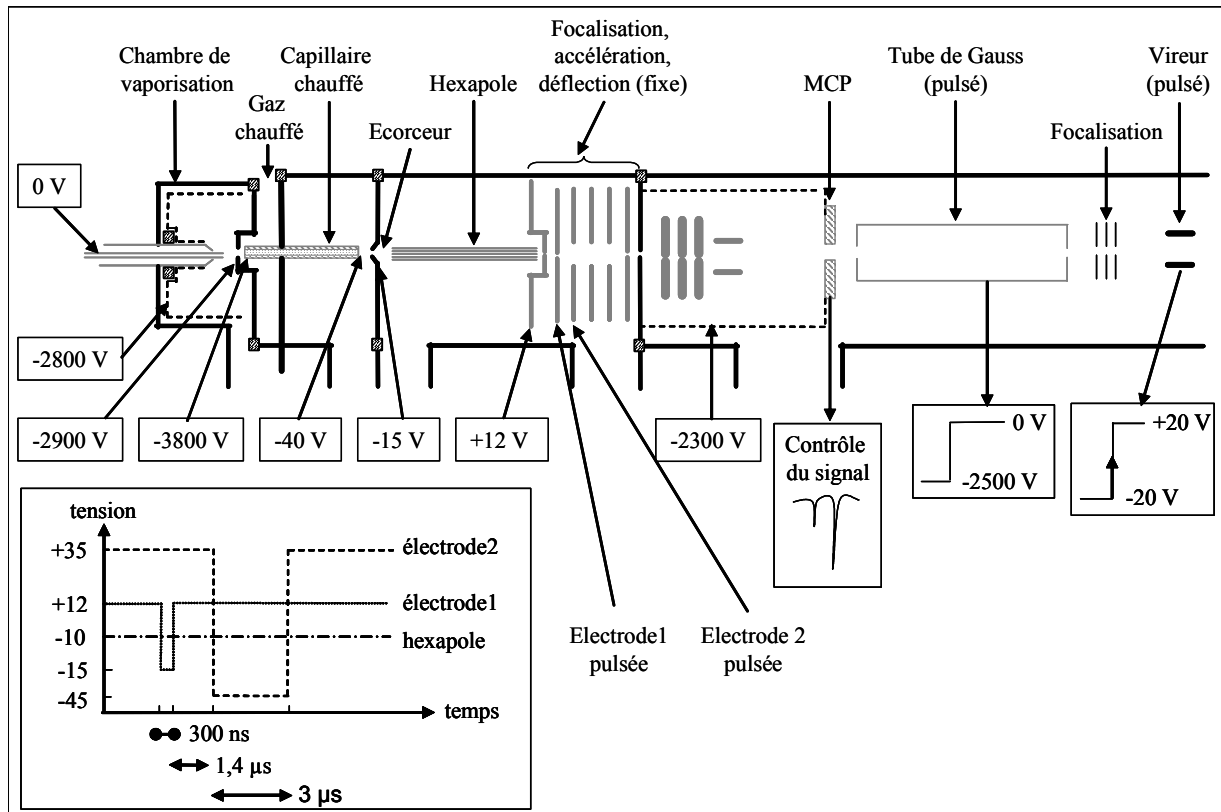 Chambre de
vaporisation
Gaz
chauffé
Capillaire
chauffé
Ecorceur
Hexapole
Focalisation,
accélération,
déflection (fixe)
MCP
Tube de Gauss
(pulsé)
Focalisation
Vireur
(pulsé)
0 V
-2800 V
-2900 V
-3800 V
-40 V
-15 V
+12 V
-2300 V
Contrôle
du signal
0 V
-2500 V
+20 V
-20 V
Electrode1
pulsée
Electrode 2
pulsée
tension
+35
électrode2
+12
électrode1
-10
hexapole
-15
-45
temps
300 ns
1,4 µs
3 µs